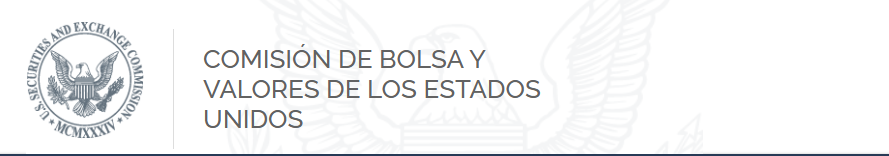 U.S. SECURITIES AND EXCHANGE COMMISSION
MCMXXXIV
COMISIÓN DE BOLSA Y
VALORES DE LOS ESTADOS
UNIDOS